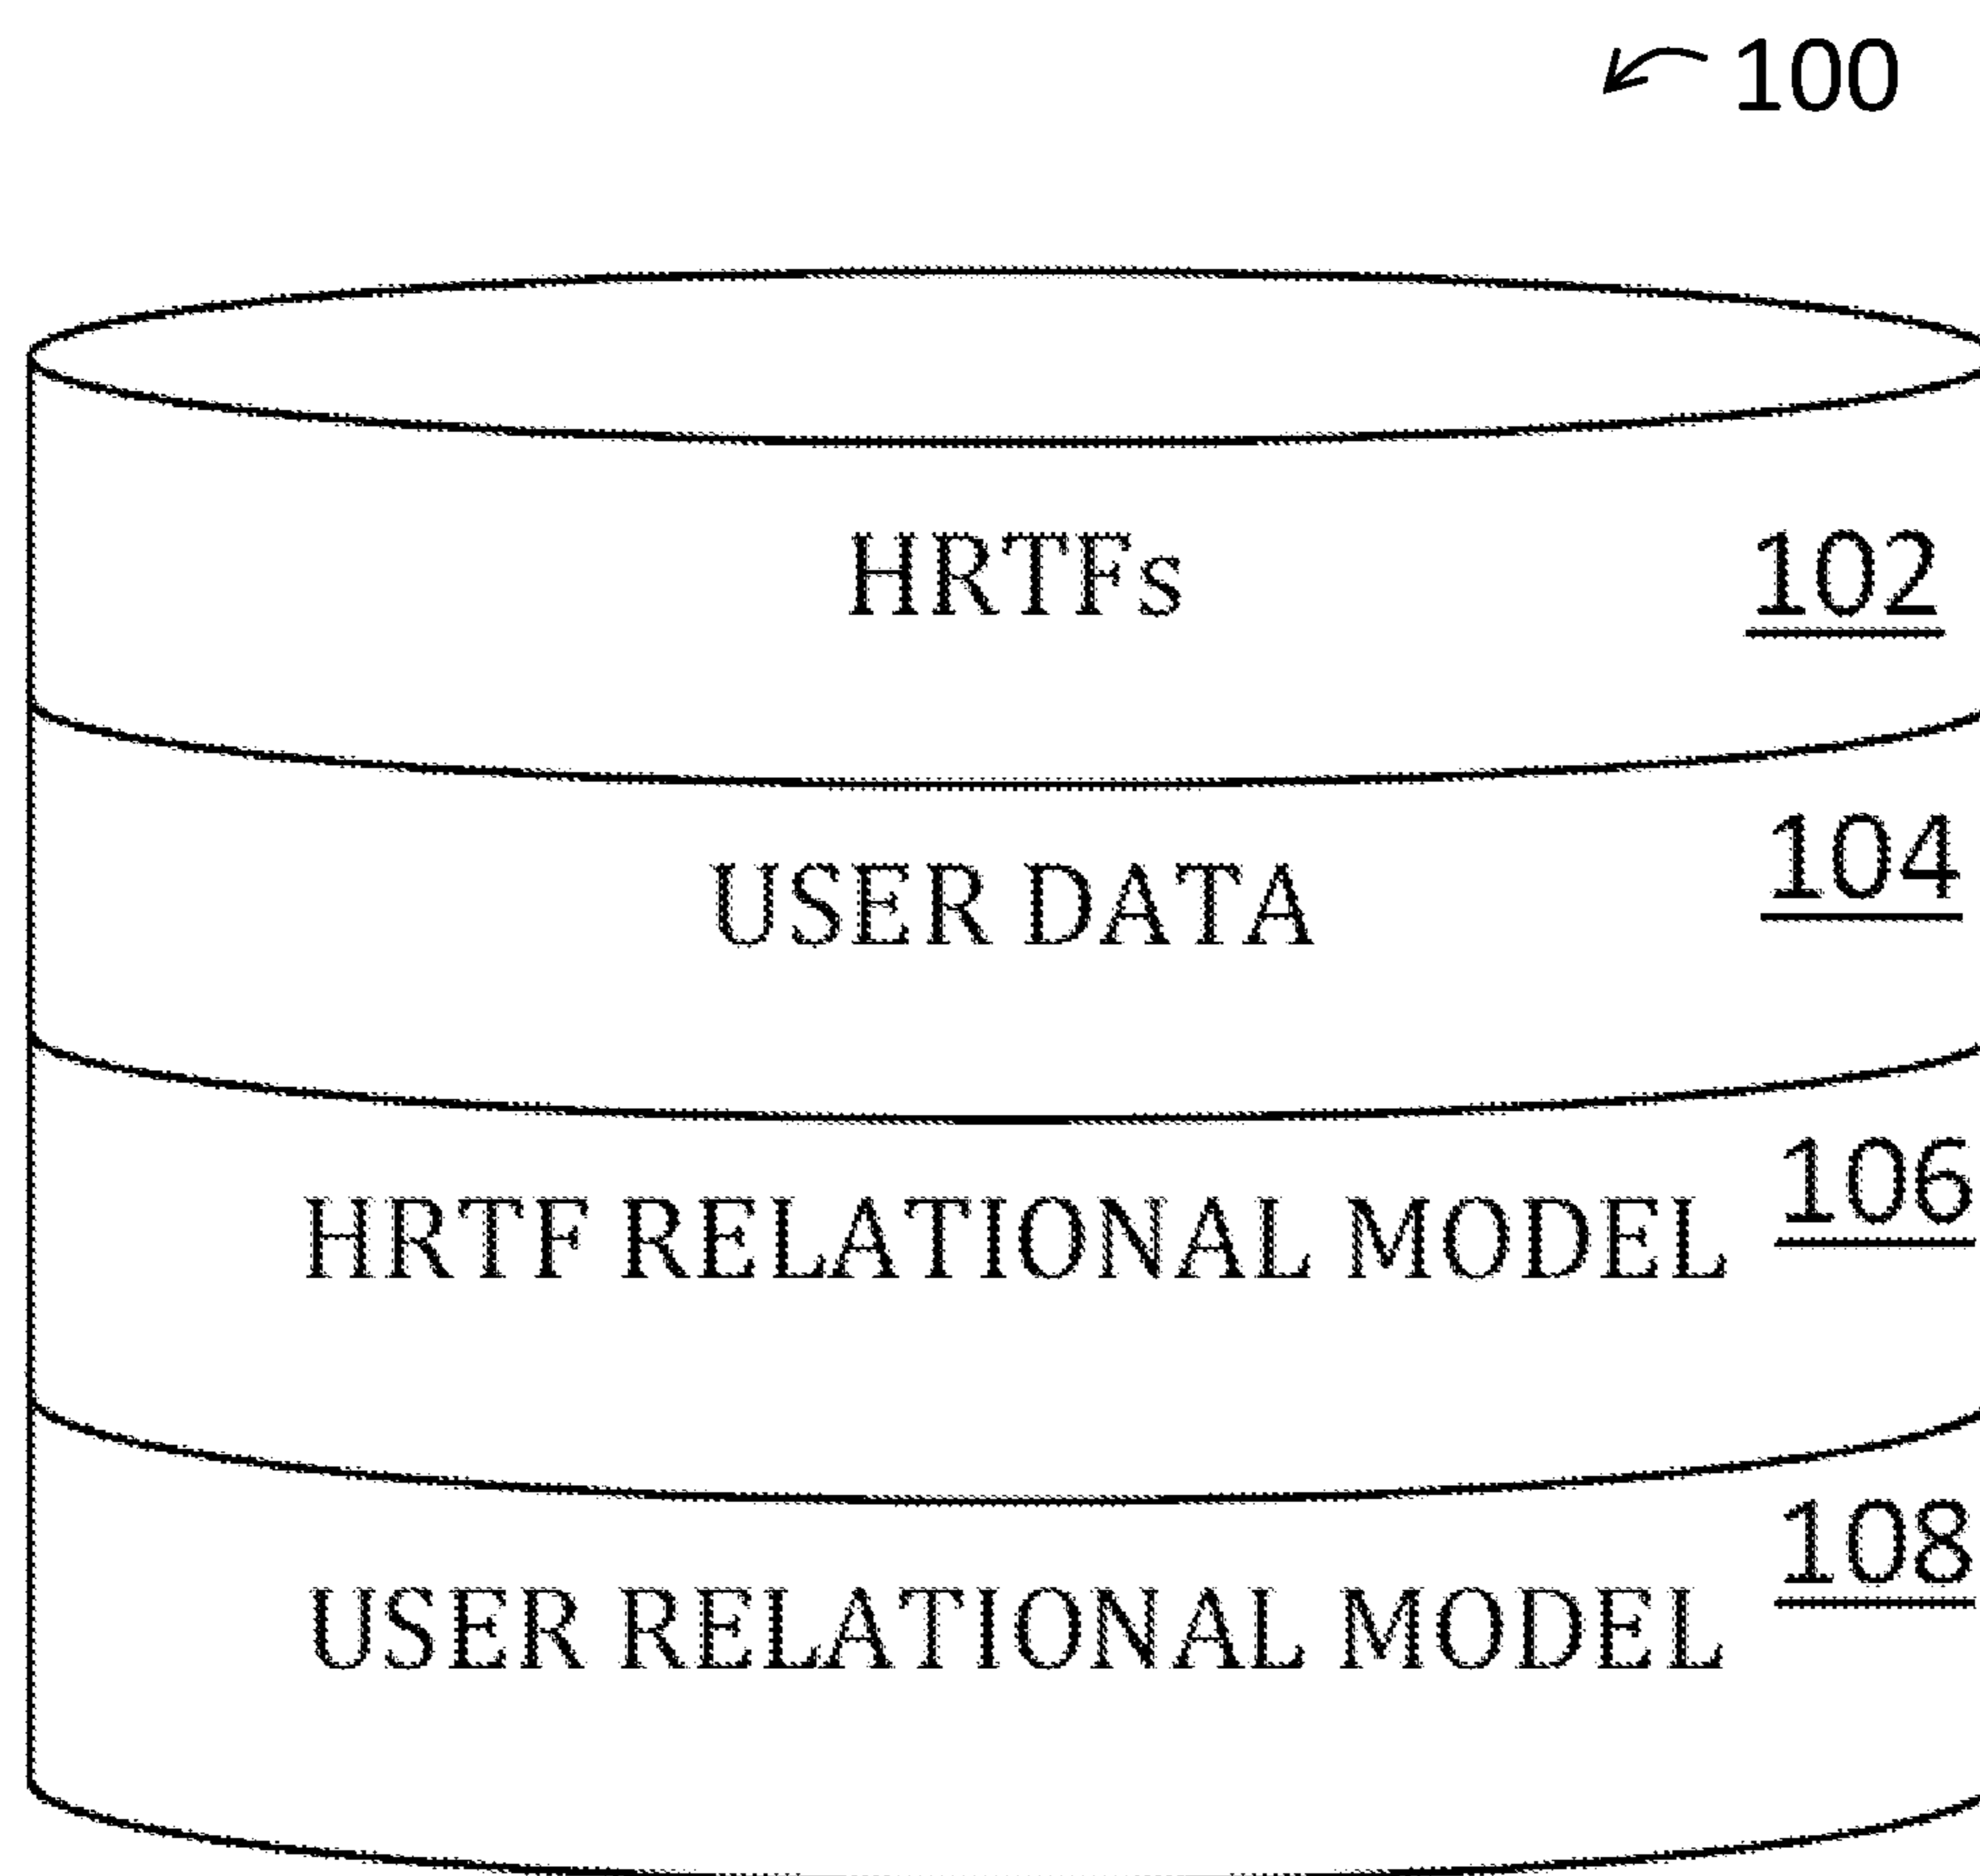 100
HRTFs 102
USER DATA 104
HRTF RELATIONAL MODEL 106
USER RELATIONAL MODEL 108